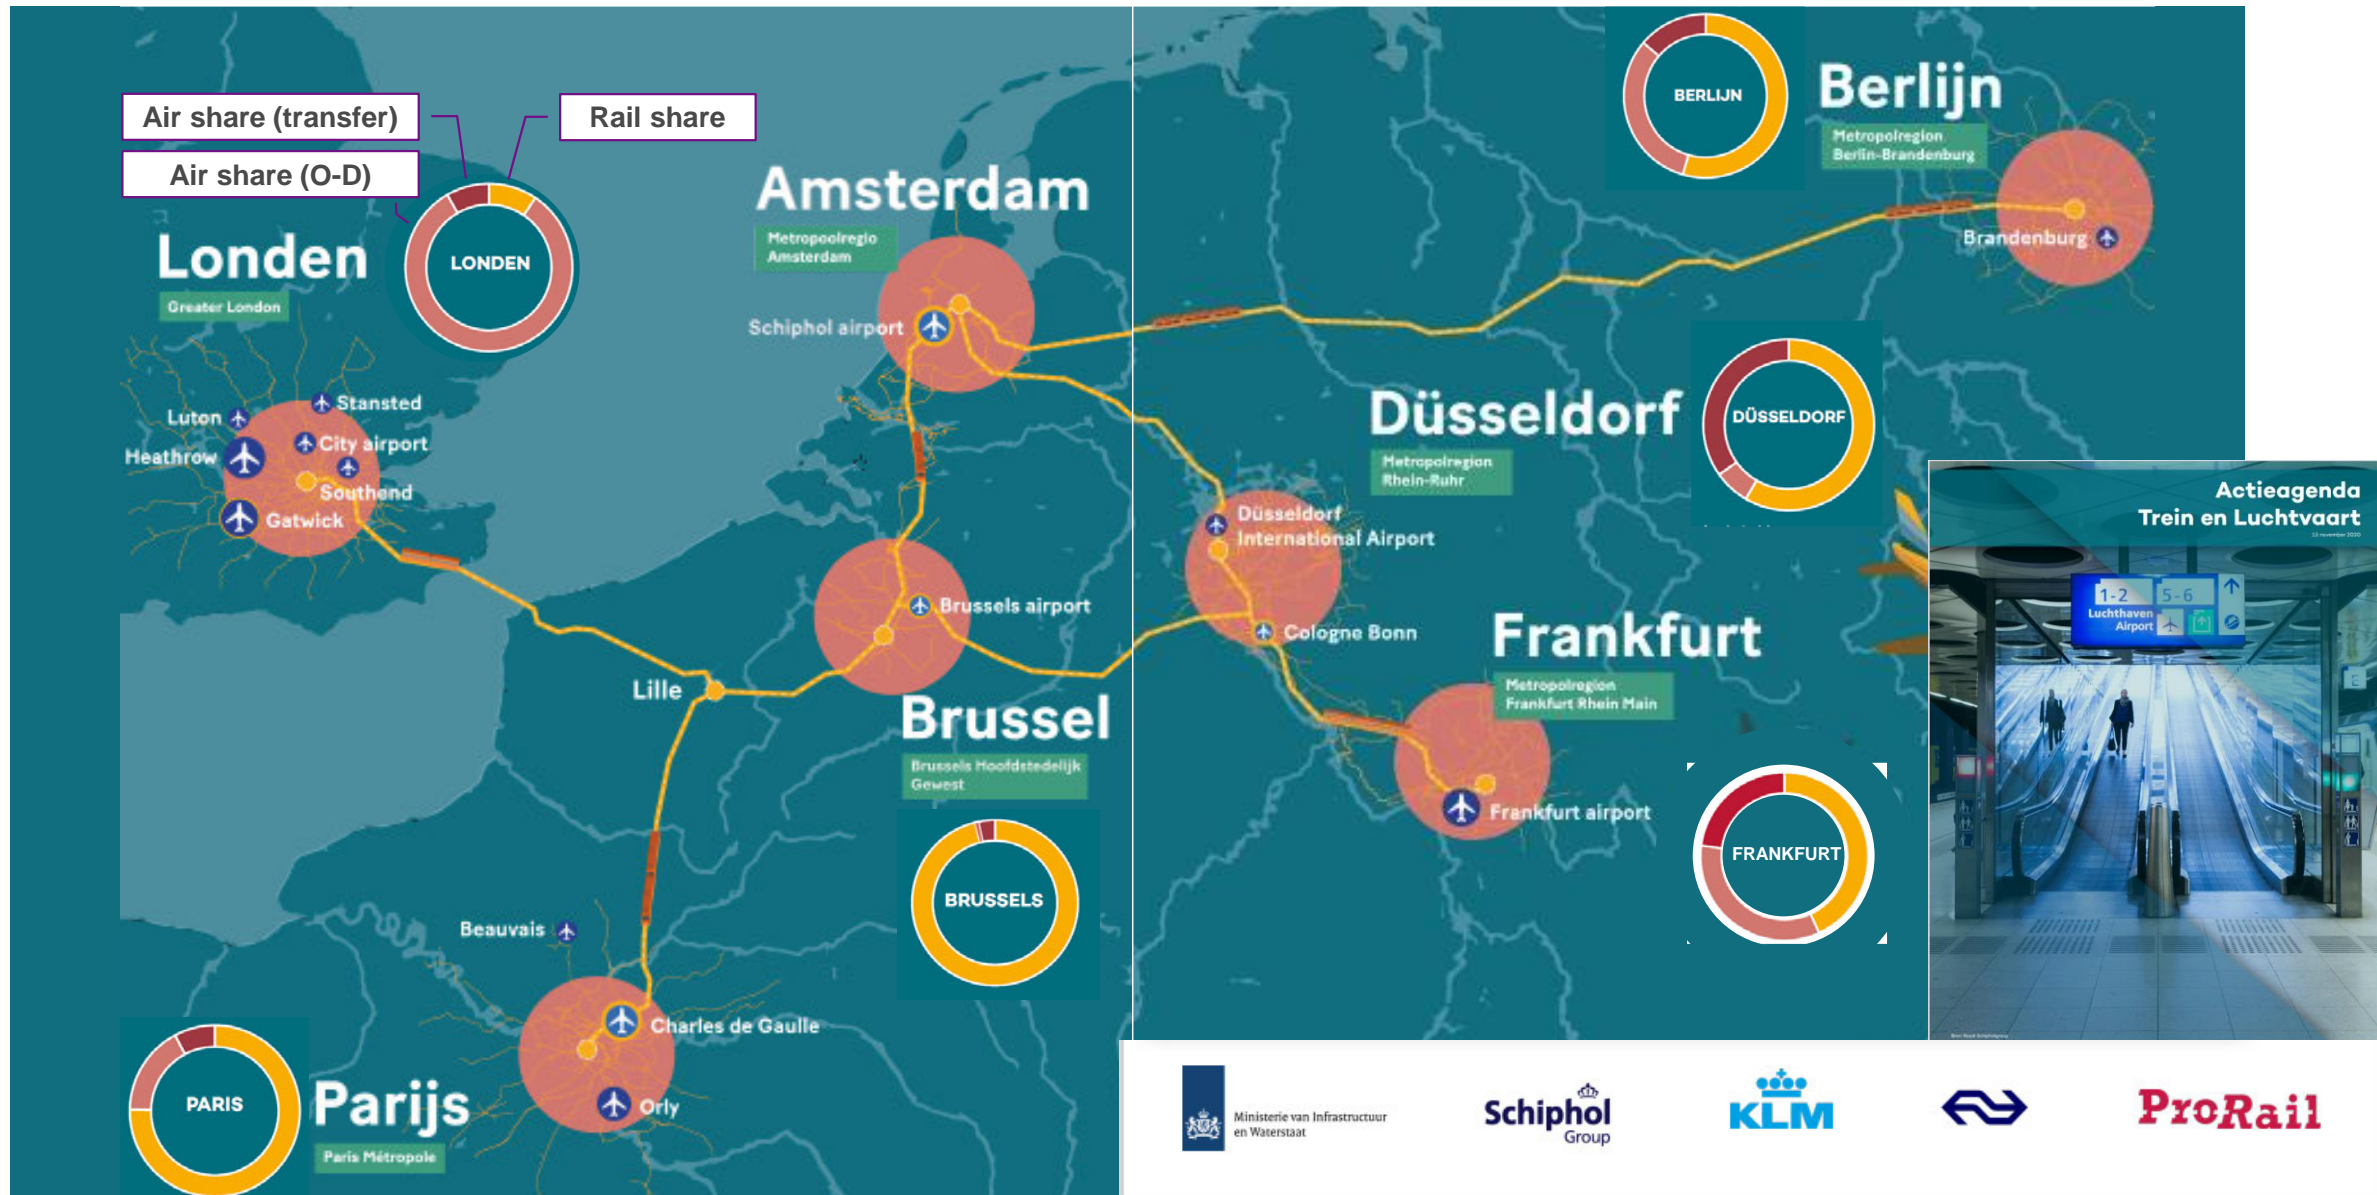 Air share (transfer)
Rail share
Air share (O-D)
LONDEN
Londen
Greater London
Amsterdam
Metropoolregio
Amsterdam
Schiphol airport
BERLIJN
Berlijn
Metropolregion
Berlin-Brandenburg
Brandenburg
Luton
Stansted
Heathrow
City airport
Southend
Gatwick
Düsseldorf
Metropolregion
Rhein-Ruhr
DÜSSELDORF
Düsseldorf
International Airport
Cologne Bonn
Brussels airport
Lille
Brussel
Brussels Hoofdstedelijk
Gewest
BRUSSELS
Frankfurt
Metropolregion
Frankfurt Rhein Main
Frankfurt airport
FRANKFURT
Beauvais
Charles de Gaulle
Orly
PARIS
Parijs
Paris Métropole
Actieagenda
Trein en Luchtvaart
1-2
5-6
Luchthaven
Airport
E
Ministerie van Infrastructuur
en Waterstaat
Schiphol
Group
KLM
ProRail